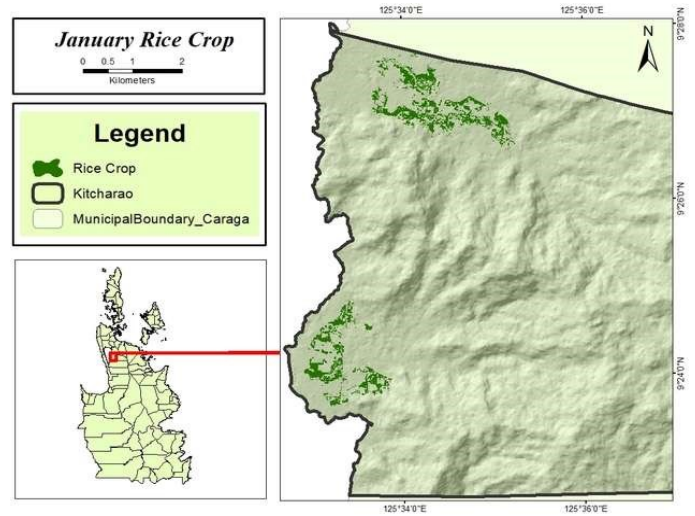 January Rice Crop
0 0.5 1 2
Kilometers
Legend
Rice Crop
Kitcharao
MunicipalBoundary_Caraga
125°34'0"E 125°36'0"E
N
9°28'0"N
9°26'0"N
9°24'0"N
125°34'0"E 125°36'0"E